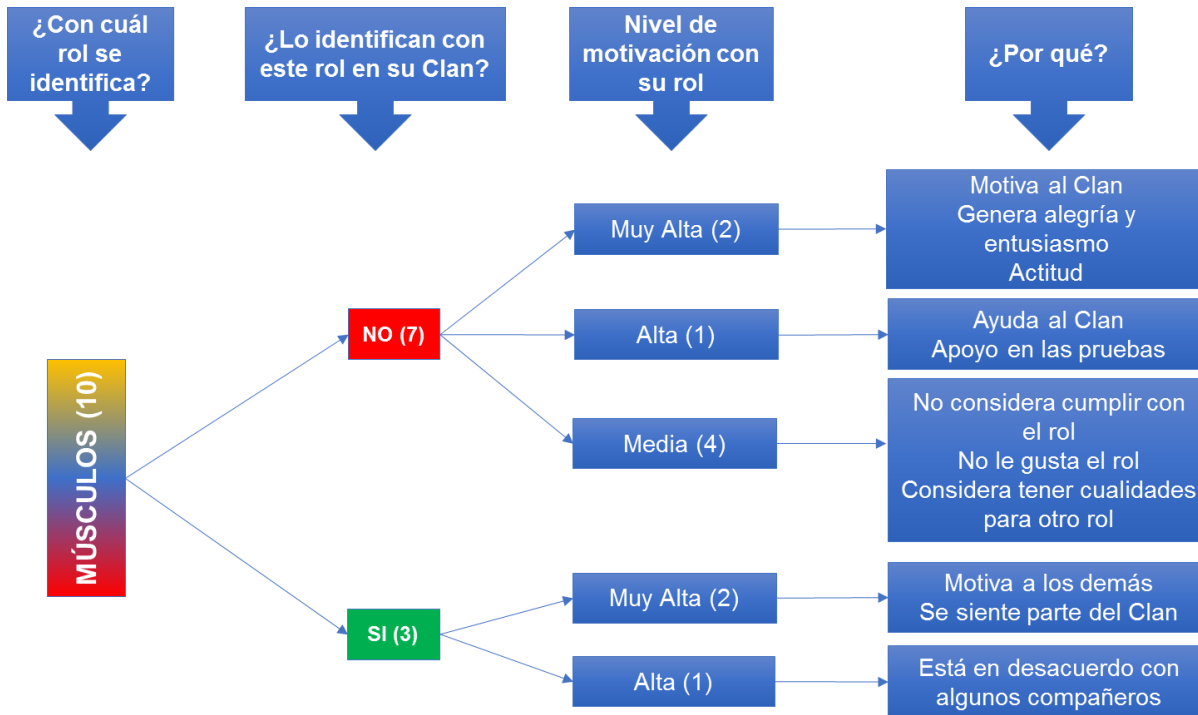 ¿Con cuál
rol se
identifica?
¿Lo identifican con
este rol en su Clan?
Nivel de
motivación con
su rol
¿Por qué?
MÚSCULOS (10)
NO (7)
Muy Alta (2)
Motiva al Clan
Genera alegría y
entusiasmo
Actitud
Alta (1)
Ayuda al Clan
Apoyo en las pruebas
Media (4)
No considera cumplir con
el rol
No le gusta el rol
Considera tener cualidades
para otro rol
SI (3)
Muy Alta (2)
Motiva a los demás
Se siente parte del Clan
Alta (1)
Está en desacuerdo con
algunos compañeros